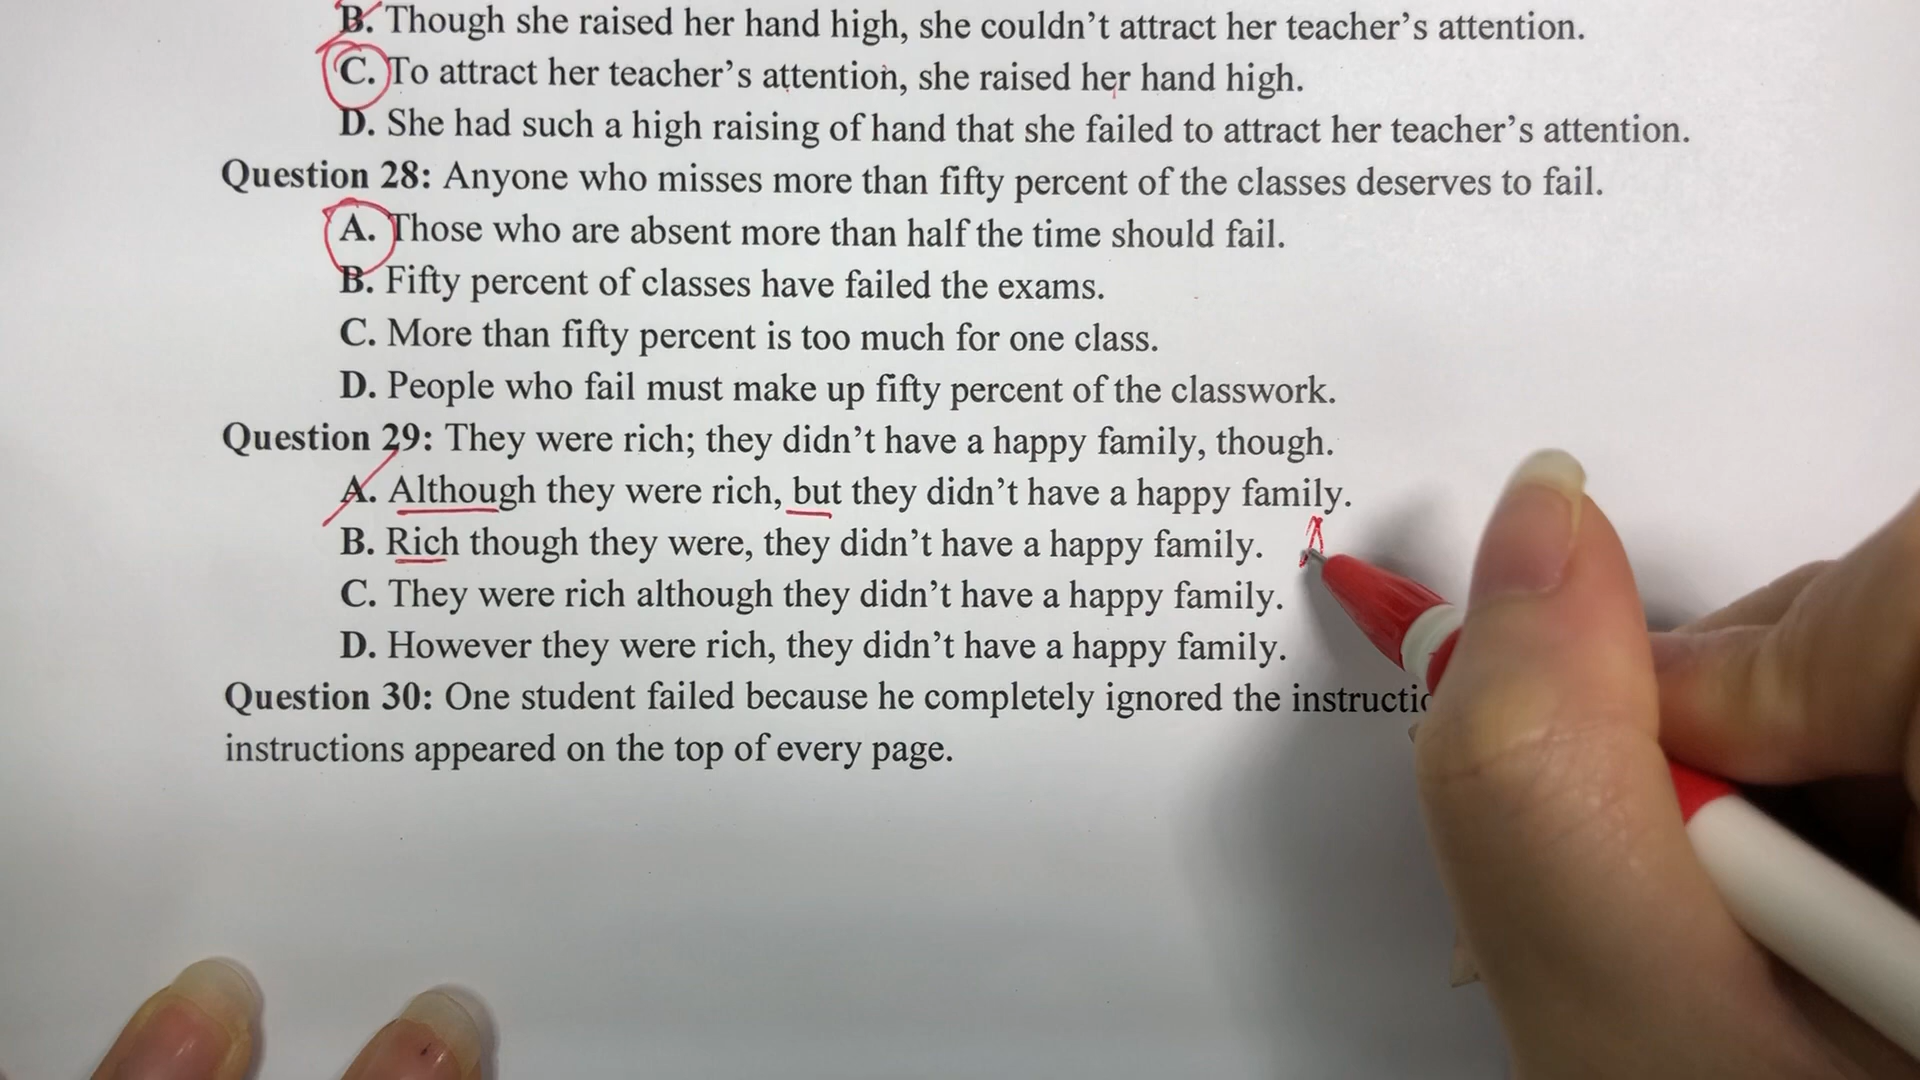 B. Though she raised her hand high, she couldn’t attract her teacher’s attention.
C. To attract her teacher’s attention, she raised her hand high.
D. She had such a high raising of hand that she failed to attract her teacher’s attention.
Question 28: Anyone who misses more than fifty percent of the classes deserves to fail.
A. Those who are absent more than half the time should fail.
B. Fifty percent of classes have failed the exams.
C. More than fifty percent is too much for one class.
D. People who fail must make up fifty percent of the classwork.
Question 29: They were rich; they didn’t have a happy family, though.
A. Although they were rich, but they didn’t have a happy family.
B. Rich though they were, they didn’t have a happy family.
C. They were rich although they didn’t have a happy family.
D. However they were rich, they didn’t have a happy family.
Question 30: One student failed because he completely ignored the
instructions appeared on the top of every page.